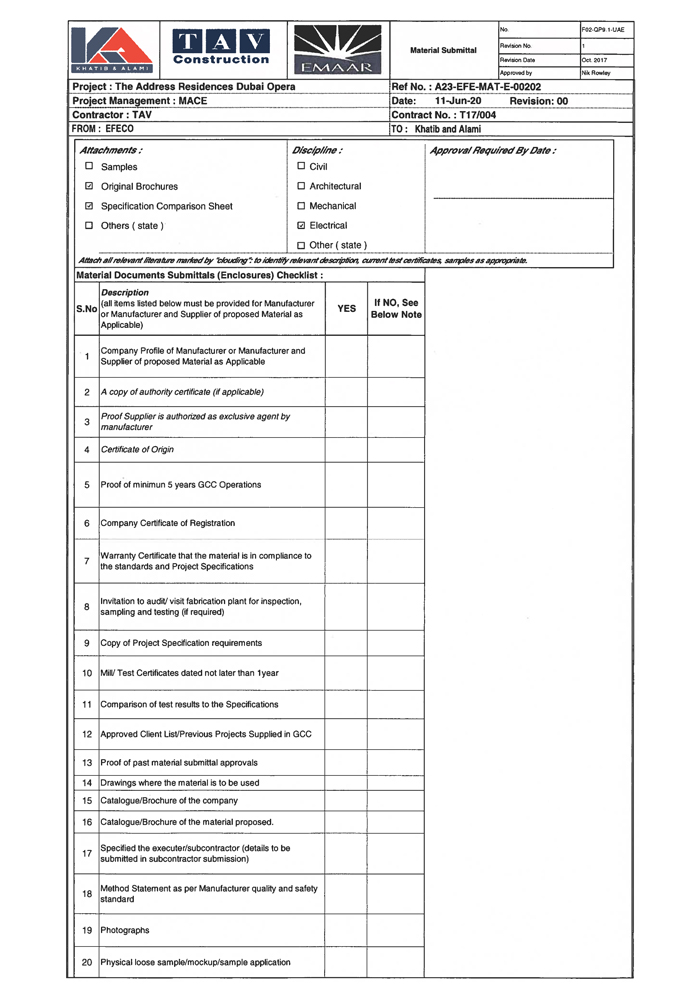 KHATIB & ALAMI
TAV
Construction
EMAAR
Material Submittal
No. F02-QP9.1-UAE
Revision No. 1
Revision Date Oct. 2017
Approved by Nik Rowley
Project : The Address Residences Dubai Opera
Ref No. : A23-EFE-MAT-E-00202
Project Management : MACE
Date: 11-Jun-20 Revision: 00
Contractor : TAV
Contract No. : T17/004
FROM : EFECO
TO : Khatib and Alami
Attachments :
☐ Samples
☑ Original Brochures
☑ Specification Comparison Sheet
☐ Others ( state )
Discipline :
☐ Civil
☐ Architectural
☐ Mechanical
☑ Electrical
☐ Other ( state )
Approval Required By Date :
Attach all relevant literature marked by "clouding": to identify relevant description, current test certificates, samples as appropriate.
Material Documents Submittals (Enclosures) Checklist :
S.No
Description
(all items listed below must be provided for Manufacturer
or Manufacturer and Supplier of proposed Material as
Applicable)
YES
If NO, See
Below Note
1 Company Profile of Manufacturer or Manufacturer and
Supplier of proposed Material as Applicable
2 A copy of authority certificate (if applicable)
3 Proof Supplier is authorized as exclusive agent by
manufacturer
4 Certificate of Origin
5 Proof of minimun 5 years GCC Operations
6 Company Certificate of Registration
7 Warranty Certificate that the material is in compliance to
the standards and Project Specifications
8 Invitation to audit/ visit fabrication plant for inspection,
sampling and testing (if required)
9 Copy of Project Specification requirements
10 Mill/ Test Certificates dated not later than 1year
11 Comparison of test results to the Specifications
12 Approved Client List/Previous Projects Supplied in GCC
13 Proof of past material submittal approvals
14 Drawings where the material is to be used
15 Catalogue/Brochure of the company
16 Catalogue/Brochure of the material proposed.
17 Specified the executer/subcontractor (details to be
submitted in subcontractor submission)
18 Method Statement as per Manufacturer quality and safety
standard
19 Photographs
20 Physical loose sample/mockup/sample application